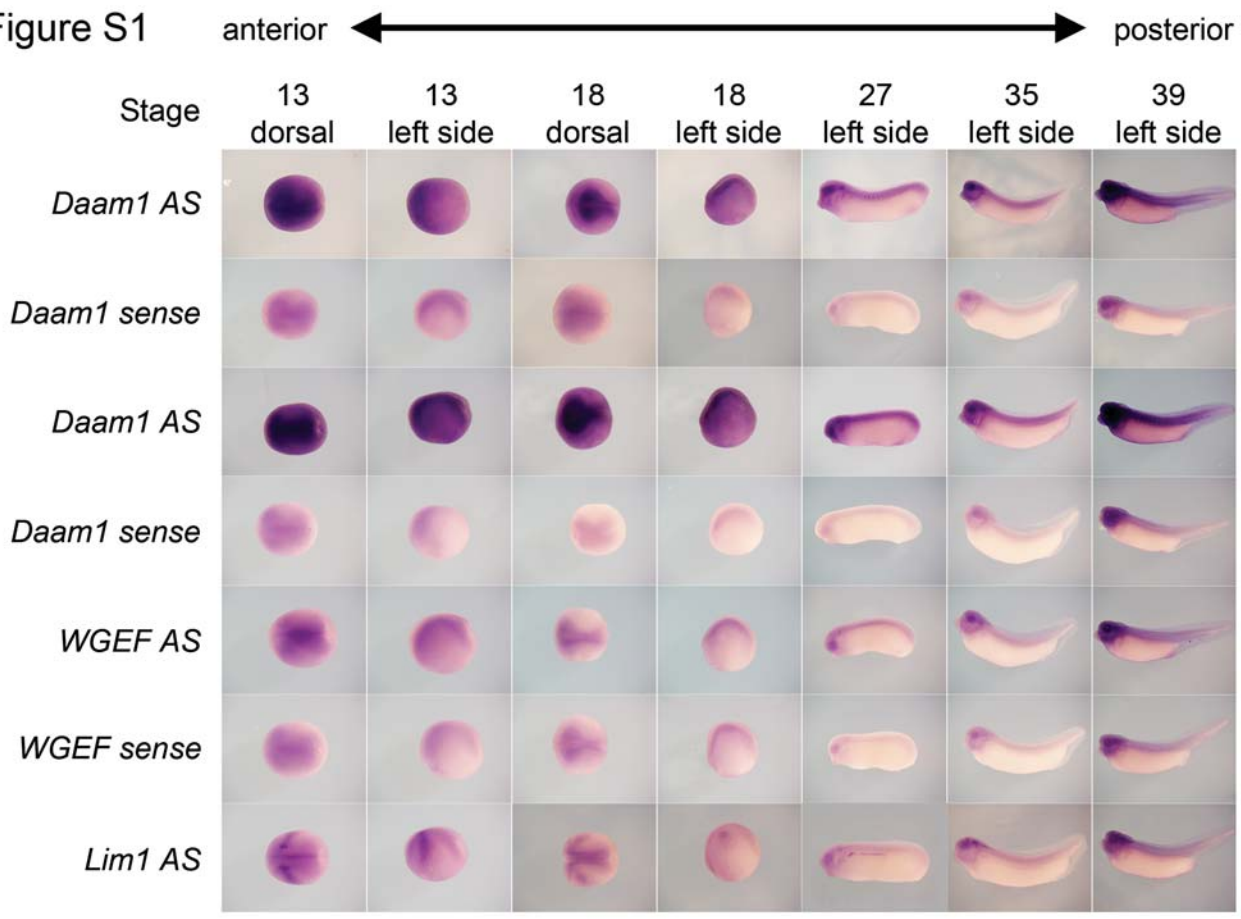 Figure S1
anterior posterior
Stage
13 13 18 18 27 35 39
dorsal left side dorsal left side left side left side left side
Daam1 AS
Daam1 sense
Daam1 AS
Daam1 sense
WGEF AS
WGEF sense
Lim1 AS